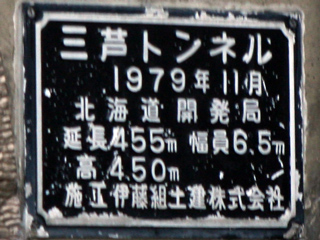 三芦トンネル
1979年11月
北海道開発局
延長455m 幅員6.5m
高4.50m
施工伊藤組土建株式会社